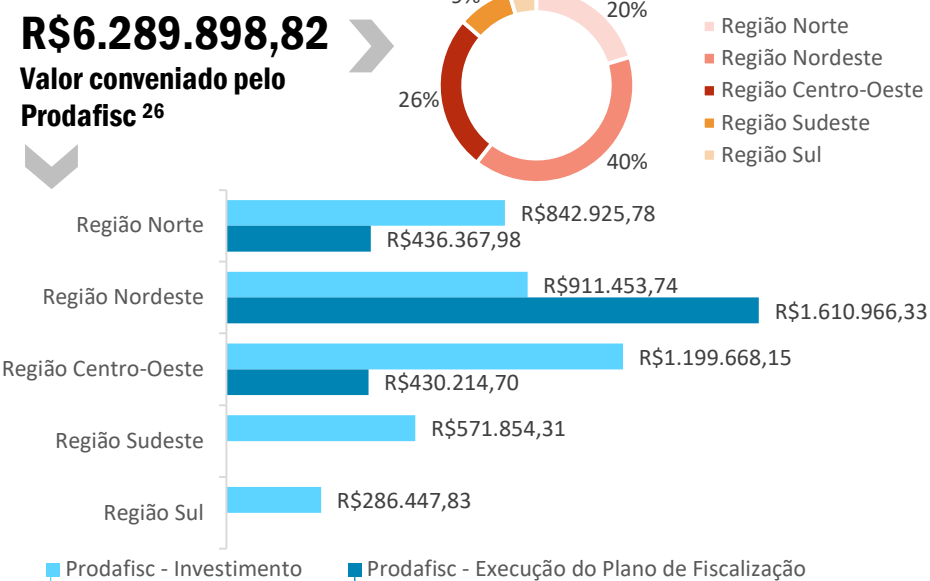 R$6.289.898,82
Valor conveniado pelo
Prodafisc 26
20%
26%
40%
Região Norte
Região Nordeste
Região Centro-Oeste
Região Sudeste
Região Sul
Região Norte
R$842.925,78
R$436.367,98
Região Nordeste
R$911.453,74
R$1.610.966,33
Região Centro-Oeste
R$1.199.668,15
R$430.214,70
Região Sudeste
R$571.854,31
Região Sul
R$286.447,83
Prodafisc - Investimento
Prodafisc - Execução do Plano de Fiscalização